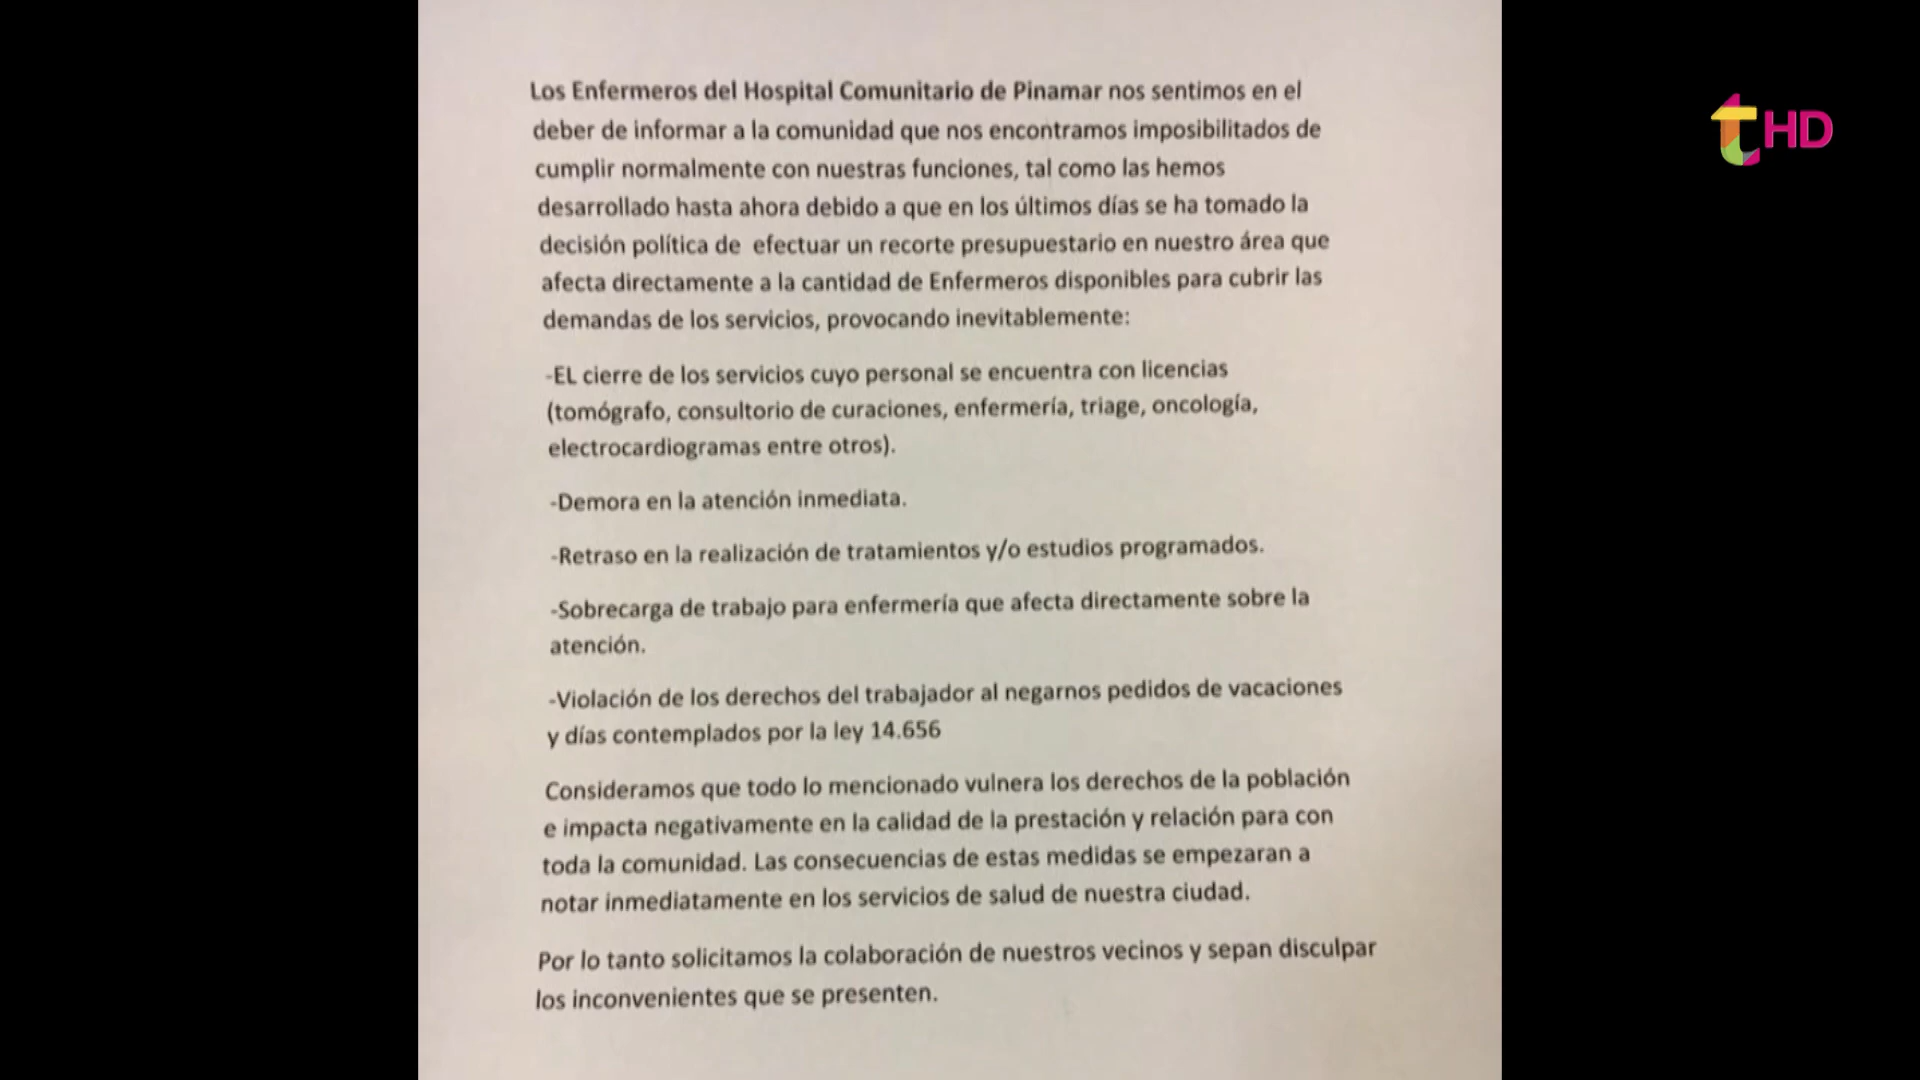 Los Enfermeros del Hospital Comunitario de Pinamar nos sentimos en el
deber de informar a la comunidad que nos encontramos imposibilitados de
cumplir normalmente con nuestras funciones, tal como las hemos
desarrollado hasta ahora debido a que en los últimos días se ha tomado la
decisión política de efectuar un recorte presupuestario en nuestro área que
afecta directamente a la cantidad de Enfermeros disponibles para cubrir las
demandas de los servicios, provocando inevitablemente:
-EL cierre de los servicios cuyo personal se encuentra con licencias
(tomógrafo, consultorio de curaciones, enfermería, triage, oncología,
electrocardiogramas entre otros).
-Demora en la atención inmediata.
-Retraso en la realización de tratamientos y/o estudios programados.
-Sobrecarga de trabajo para enfermería que afecta directamente sobre la
atención.
-Violación de los derechos del trabajador al negarnos pedidos de vacaciones
y días contemplados por la ley 14.656
Consideramos que todo lo mencionado vulnera los derechos de la población
e impacta negativamente en la calidad de la prestación y relación para con
toda la comunidad. Las consecuencias de estas medidas se empezaran a
notar inmediatamente en los servicios de salud de nuestra ciudad.
Por lo tanto solicitamos la colaboración de nuestros vecinos y sepan disculpar
los inconvenientes que se presenten.
t HD